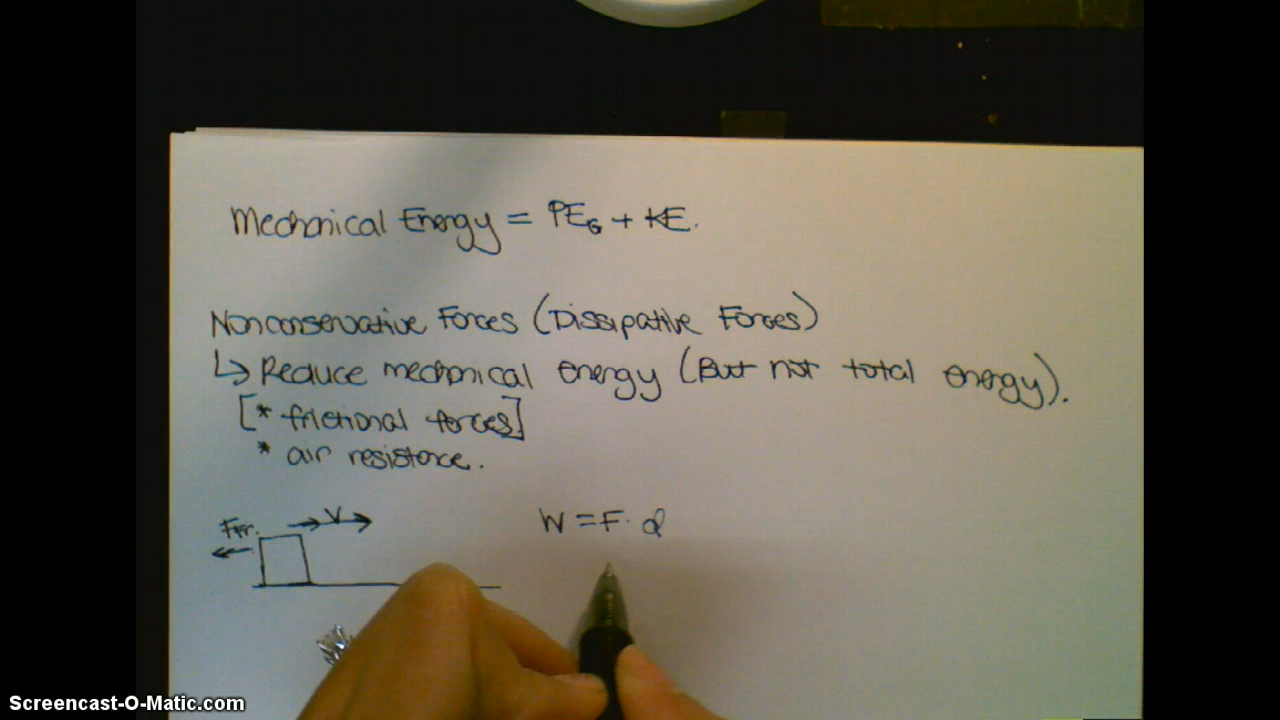 Mechanical Energy = PEG + KE.
Nonconservative Forces (Dissipative Forces)
↳ Reduce mechanical energy (But not total energy).
[* frictional forces]
* air resistance.
Ffr. V
W = F · d
Screencast-O-Matic.com